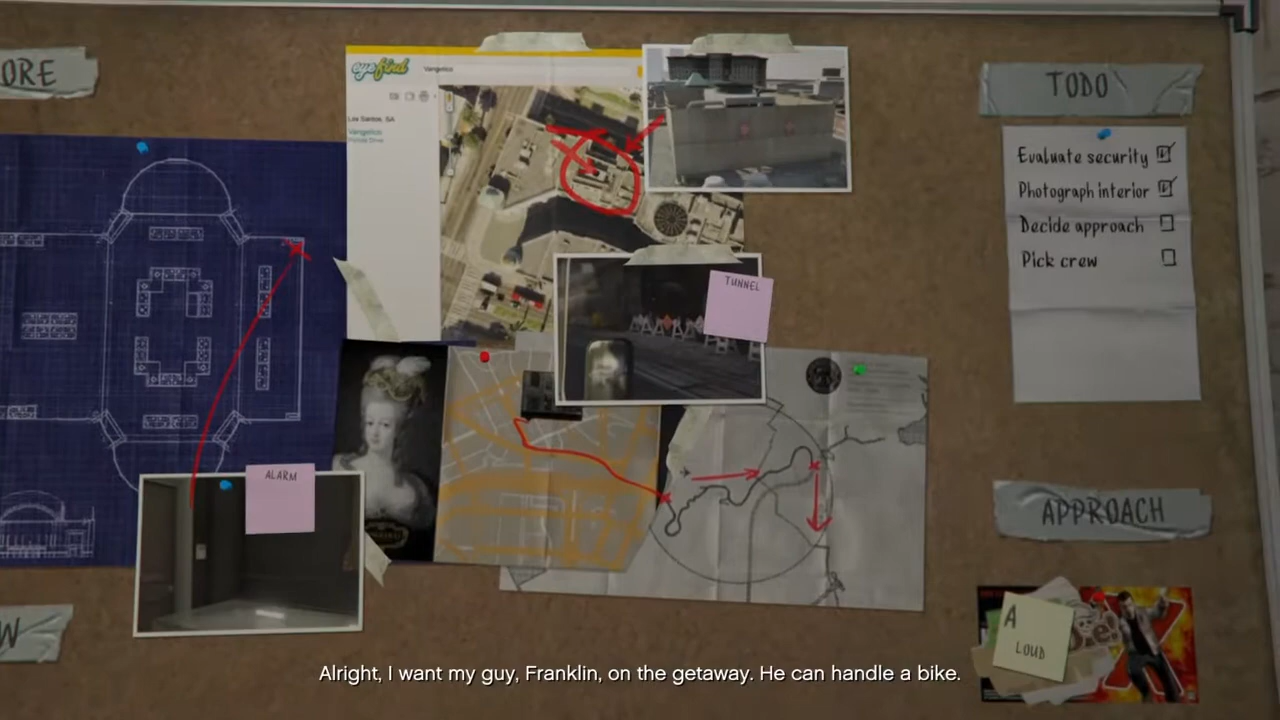 ORE
eyefind
Vangelico
Los Santos, SA
Vangelico
TODO
Evaluate security
Photograph interior
Decide approach
Pick crew
TUNNEL
ALARM
APPROACH
W
A
LOUD
Alright, I want my guy, Franklin, on the getaway. He can handle a bike.